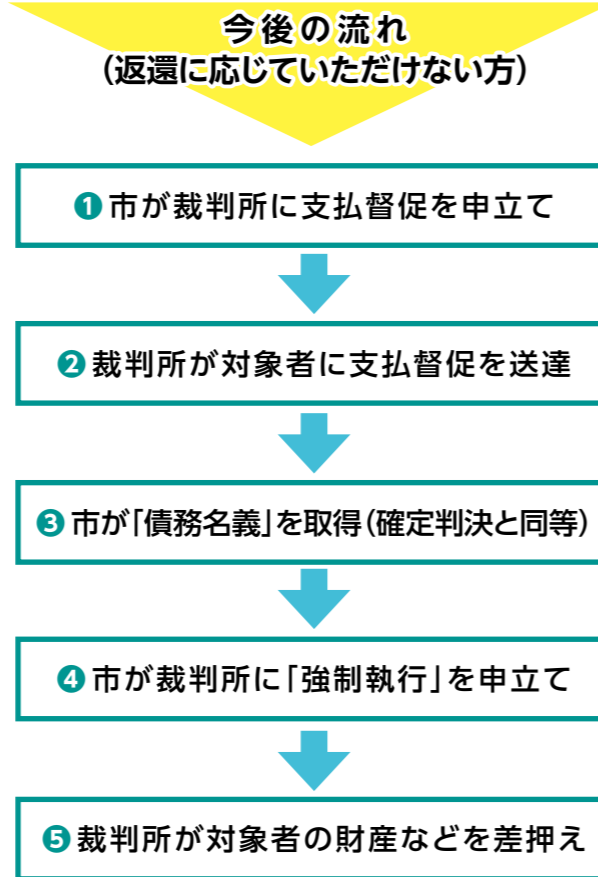 今後の流れ
(返還に応じていただけない方)
❶市が裁判所に支払督促を申立て
❷裁判所が対象者に支払督促を送達
❸市が「債務名義」を取得(確定判決と同等)
❹市が裁判所に「強制執行」を申立て
❺裁判所が対象者の財産などを差押え